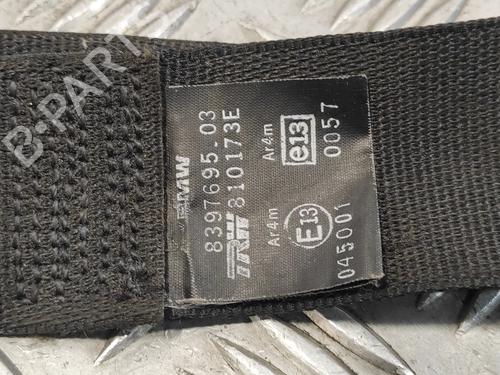 BMW
8397695.03
TRW 810173E
Ar4m e13 0057
Ar4m E13 045001
B-PARTS